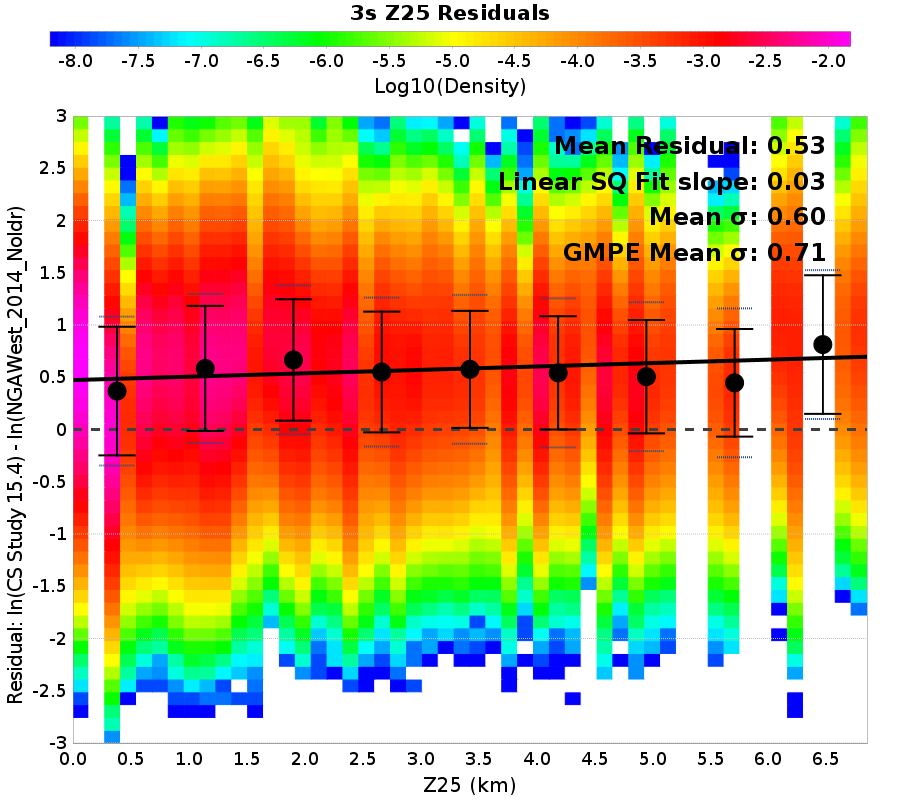 3s Z25 Residuals
-8.0 -7.5 -7.0 -6.5 -6.0 -5.5 -5.0 -4.5 -4.0 -3.5 -3.0 -2.5 -2.0
Log10(Density)
Mean Residual: 0.53
Linear SQ Fit slope: 0.03
Mean σ: 0.60
GMPE Mean σ: 0.71
3
2.5
2
1.5
1
0.5
0
-0.5
-1
-1.5
-2
-2.5
-3
Residual: ln(CS Study 15.4) - ln(NGAWest_2014_NoIdr)
0.0 0.5 1.0 1.5 2.0 2.5 3.0 3.5 4.0 4.5 5.0 5.5 6.0 6.5
Z25 (km)